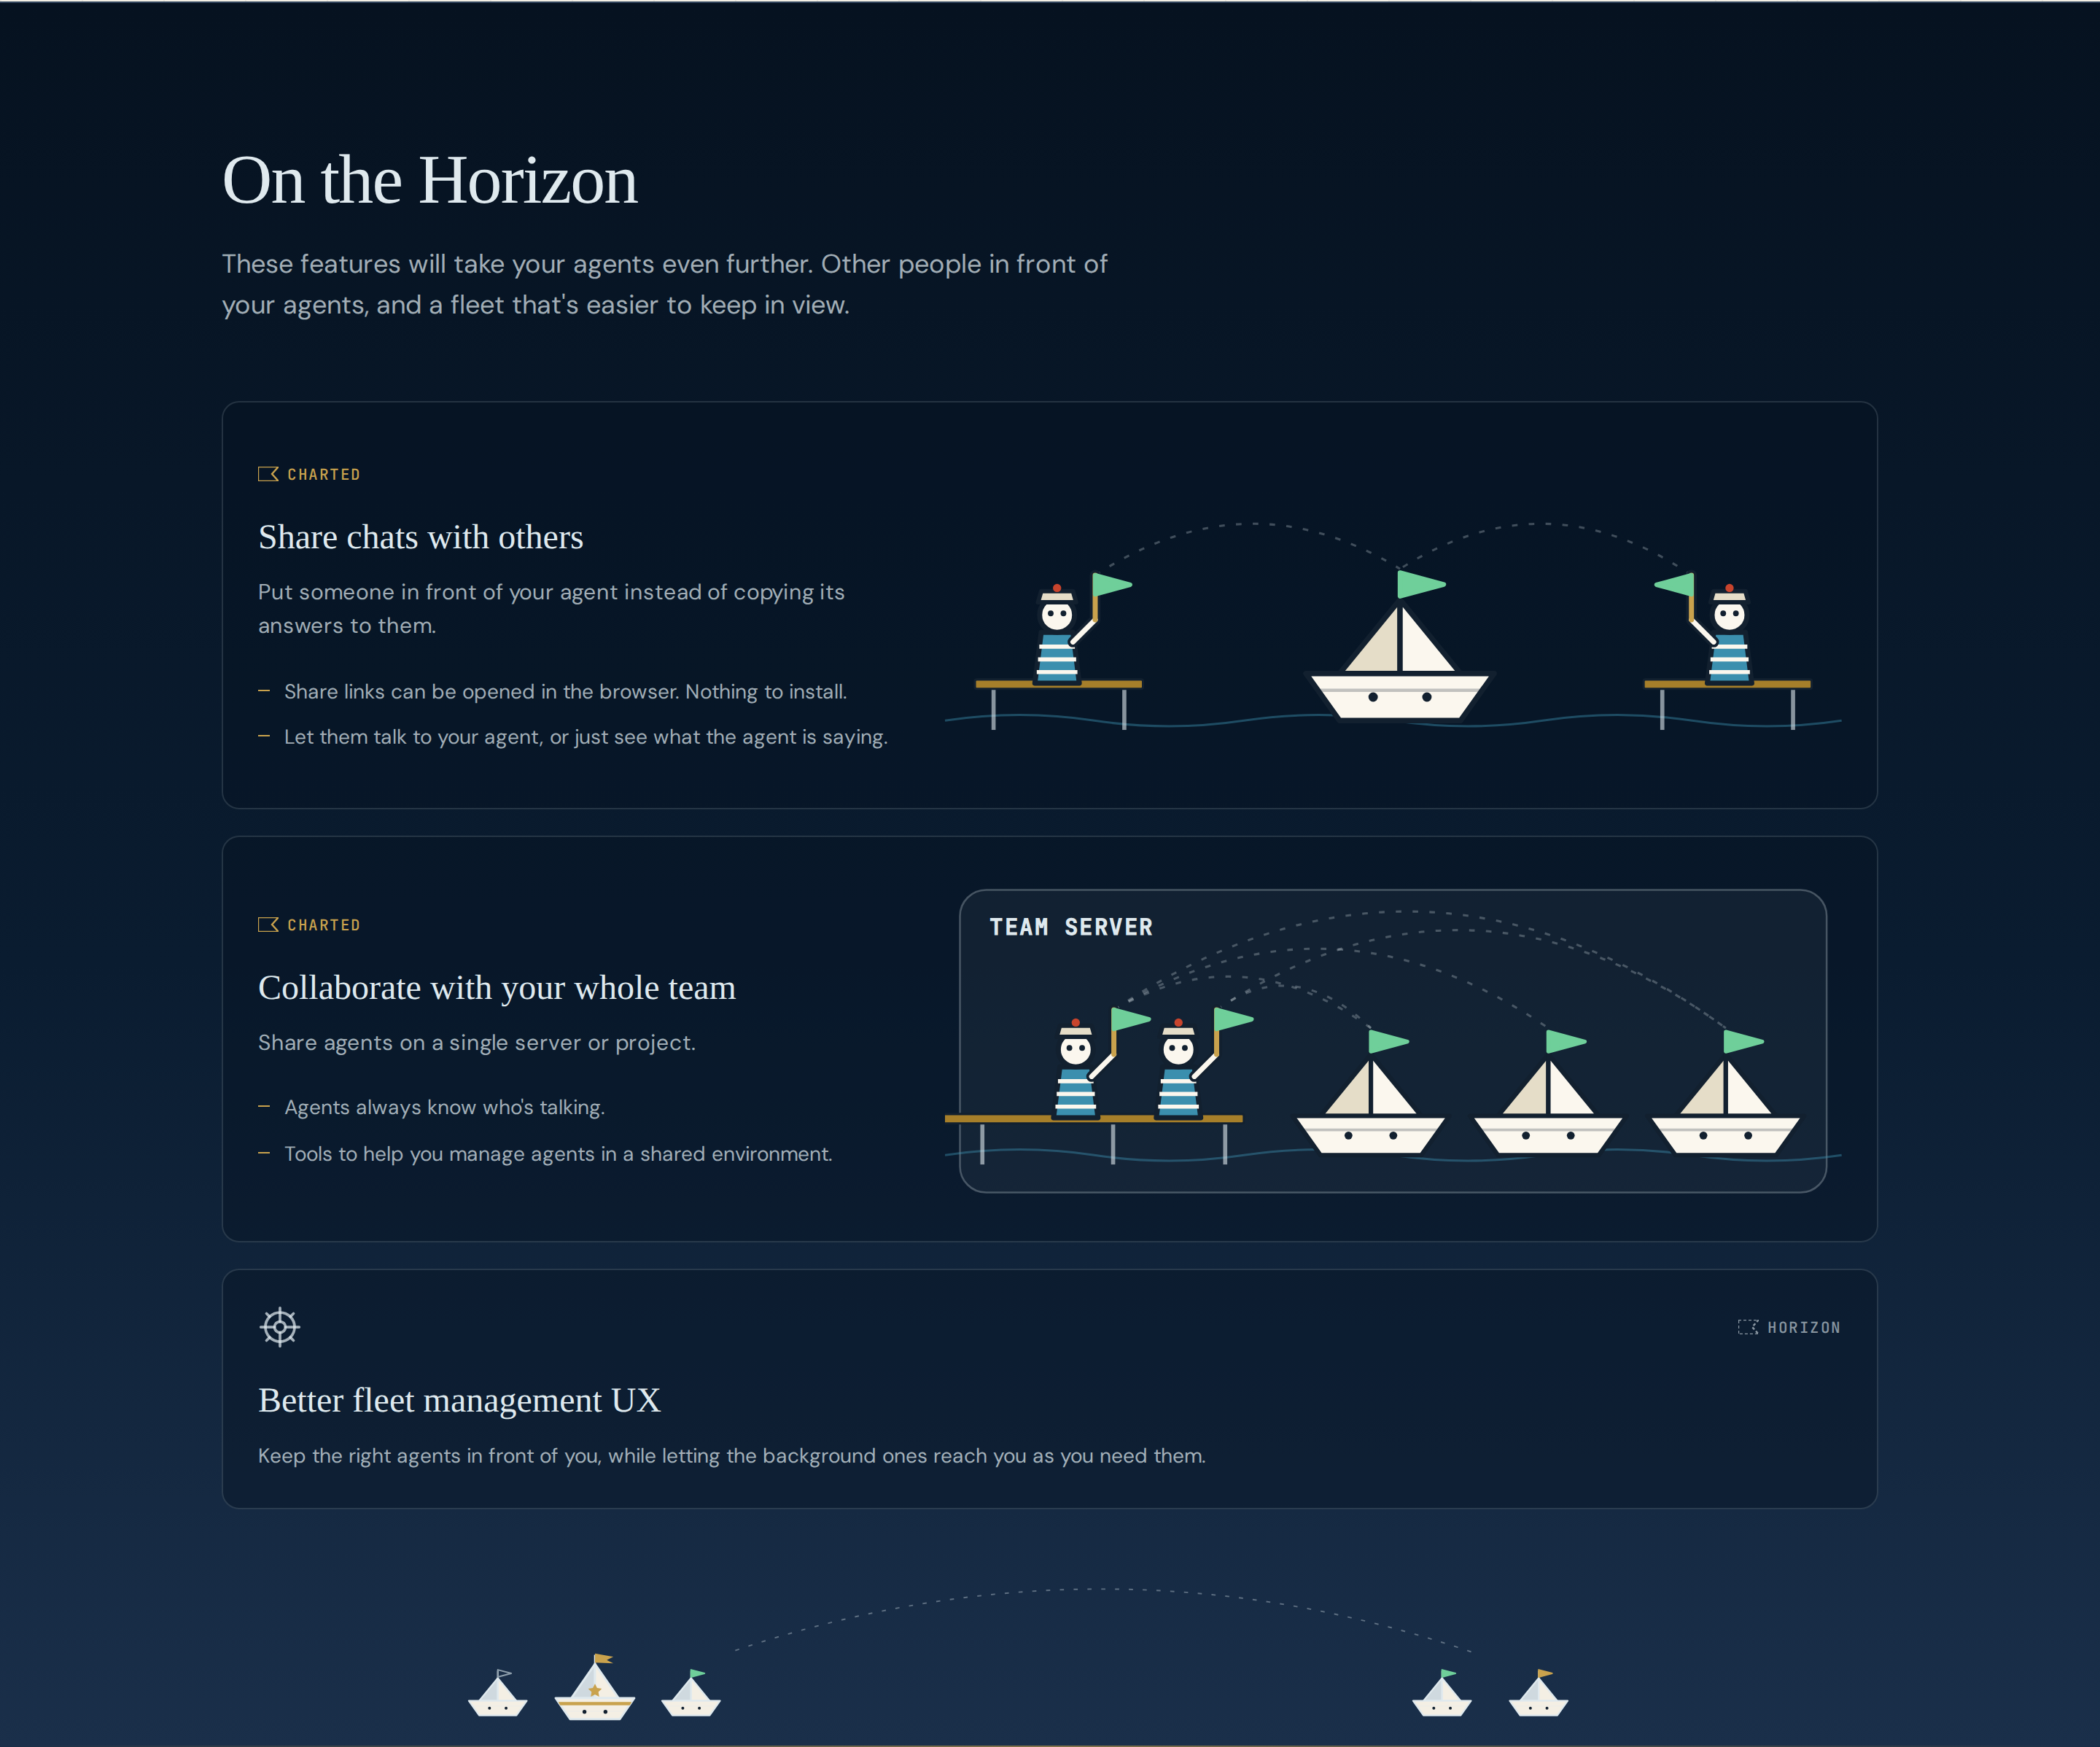 On the Horizon
These features will take your agents even further. Other people in front of
your agents, and a fleet that's easier to keep in view.
CHARTED
Share chats with others
Put someone in front of your agent instead of copying its
answers to them.
– Share links can be opened in the browser. Nothing to install.
– Let them talk to your agent, or just see what the agent is saying.
CHARTED
Collaborate with your whole team
Share agents on a single server or project.
– Agents always know who's talking.
– Tools to help you manage agents in a shared environment.
TEAM SERVER
HORIZON
Better fleet management UX
Keep the right agents in front of you, while letting the background ones reach you as you need them.